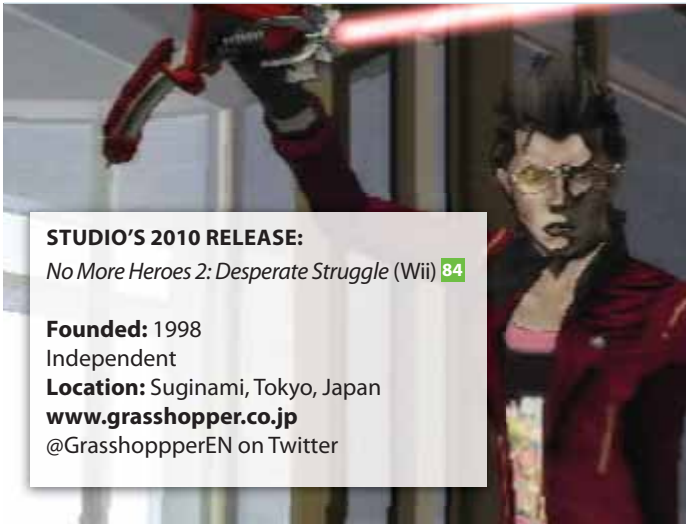 STUDIO'S 2010 RELEASE:
No More Heroes 2: Desperate Struggle (Wii) 84
Founded: 1998
Independent
Location: Suginami, Tokyo, Japan
www.grasshopper.co.jp
@GrasshoppperEN on Twitter